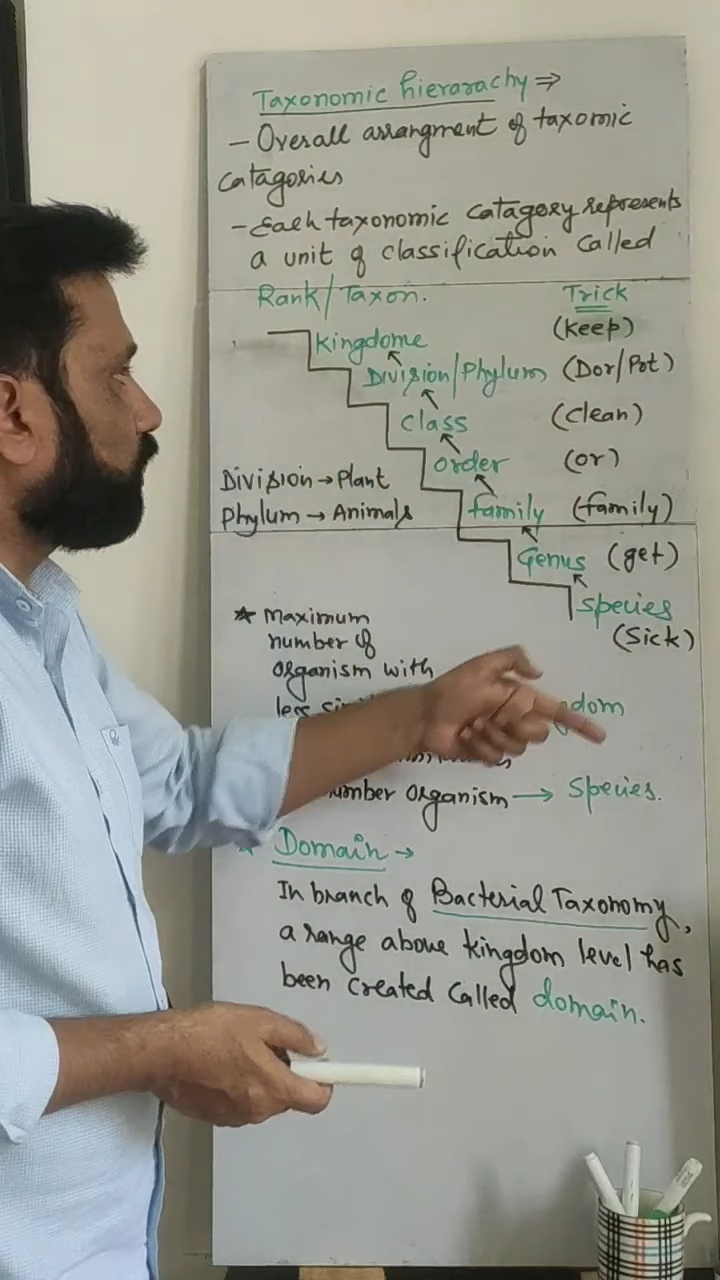 Taxonomic hierarachy ⇒
- Overall arrangment of taxomic
catagories
- Each taxonomic catagory represents
a unit of classification called
Rank/Taxon.
Trick
Kingdome (Keep)
Division/Phylum (Dor/Pot)
class (clean)
order (or)
family (family)
Genus (get)
species
(Sick)
Division → Plant
Phylum → Animals
★ Maximum
number of
organism with
less
dom
number organism → species.
★ Domain →
In branch of Bacterial Taxonomy,
a range above kingdom level has
been created called domain.